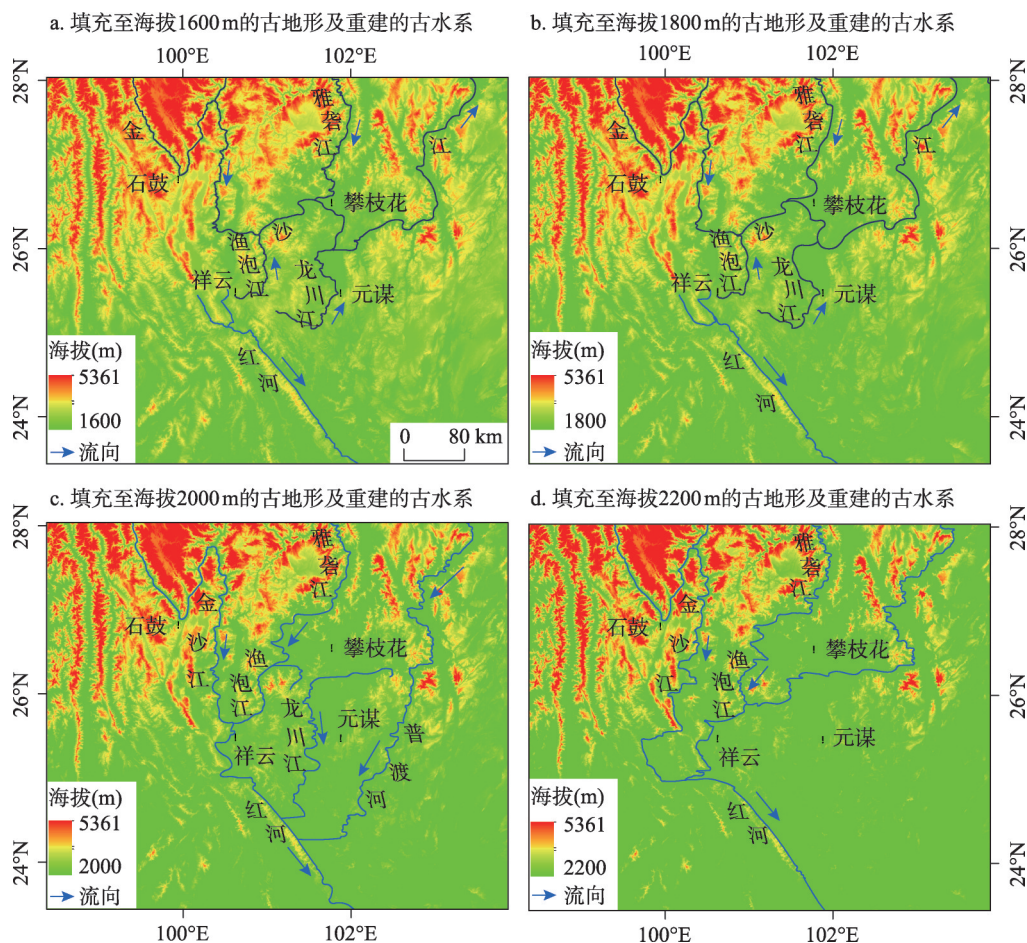 a. 填充至海拔1600 m的古地形及重建的古水系
100°E
102°E
金
石鼓
雅砻江
江
攀枝花
沙
渔泡江
祥云
龙川江
元谋
红河
28°N
26°N
24°N
海拔(m)
5361
1600
流向
0 80 km
b. 填充至海拔1800 m的古地形及重建的古水系
100°E
102°E
金
石鼓
雅砻江
江
攀枝花
沙
渔泡江
祥云
龙川江
元谋
红河
28°N
26°N
24°N
海拔(m)
5361
1800
流向
c. 填充至海拔2000 m的古地形及重建的古水系
28°N
26°N
24°N
雅砻江
金沙江
石鼓
攀枝花
渔泡江
祥云
龙川江
元谋
普渡河
红河
海拔(m)
5361
2000
流向
100°E
102°E
d. 填充至海拔2200 m的古地形及重建的古水系
28°N
26°N
24°N
雅砻江
金沙江
石鼓
攀枝花
渔泡江
祥云
元谋
红河
海拔(m)
5361
2200
流向
100°E
102°E